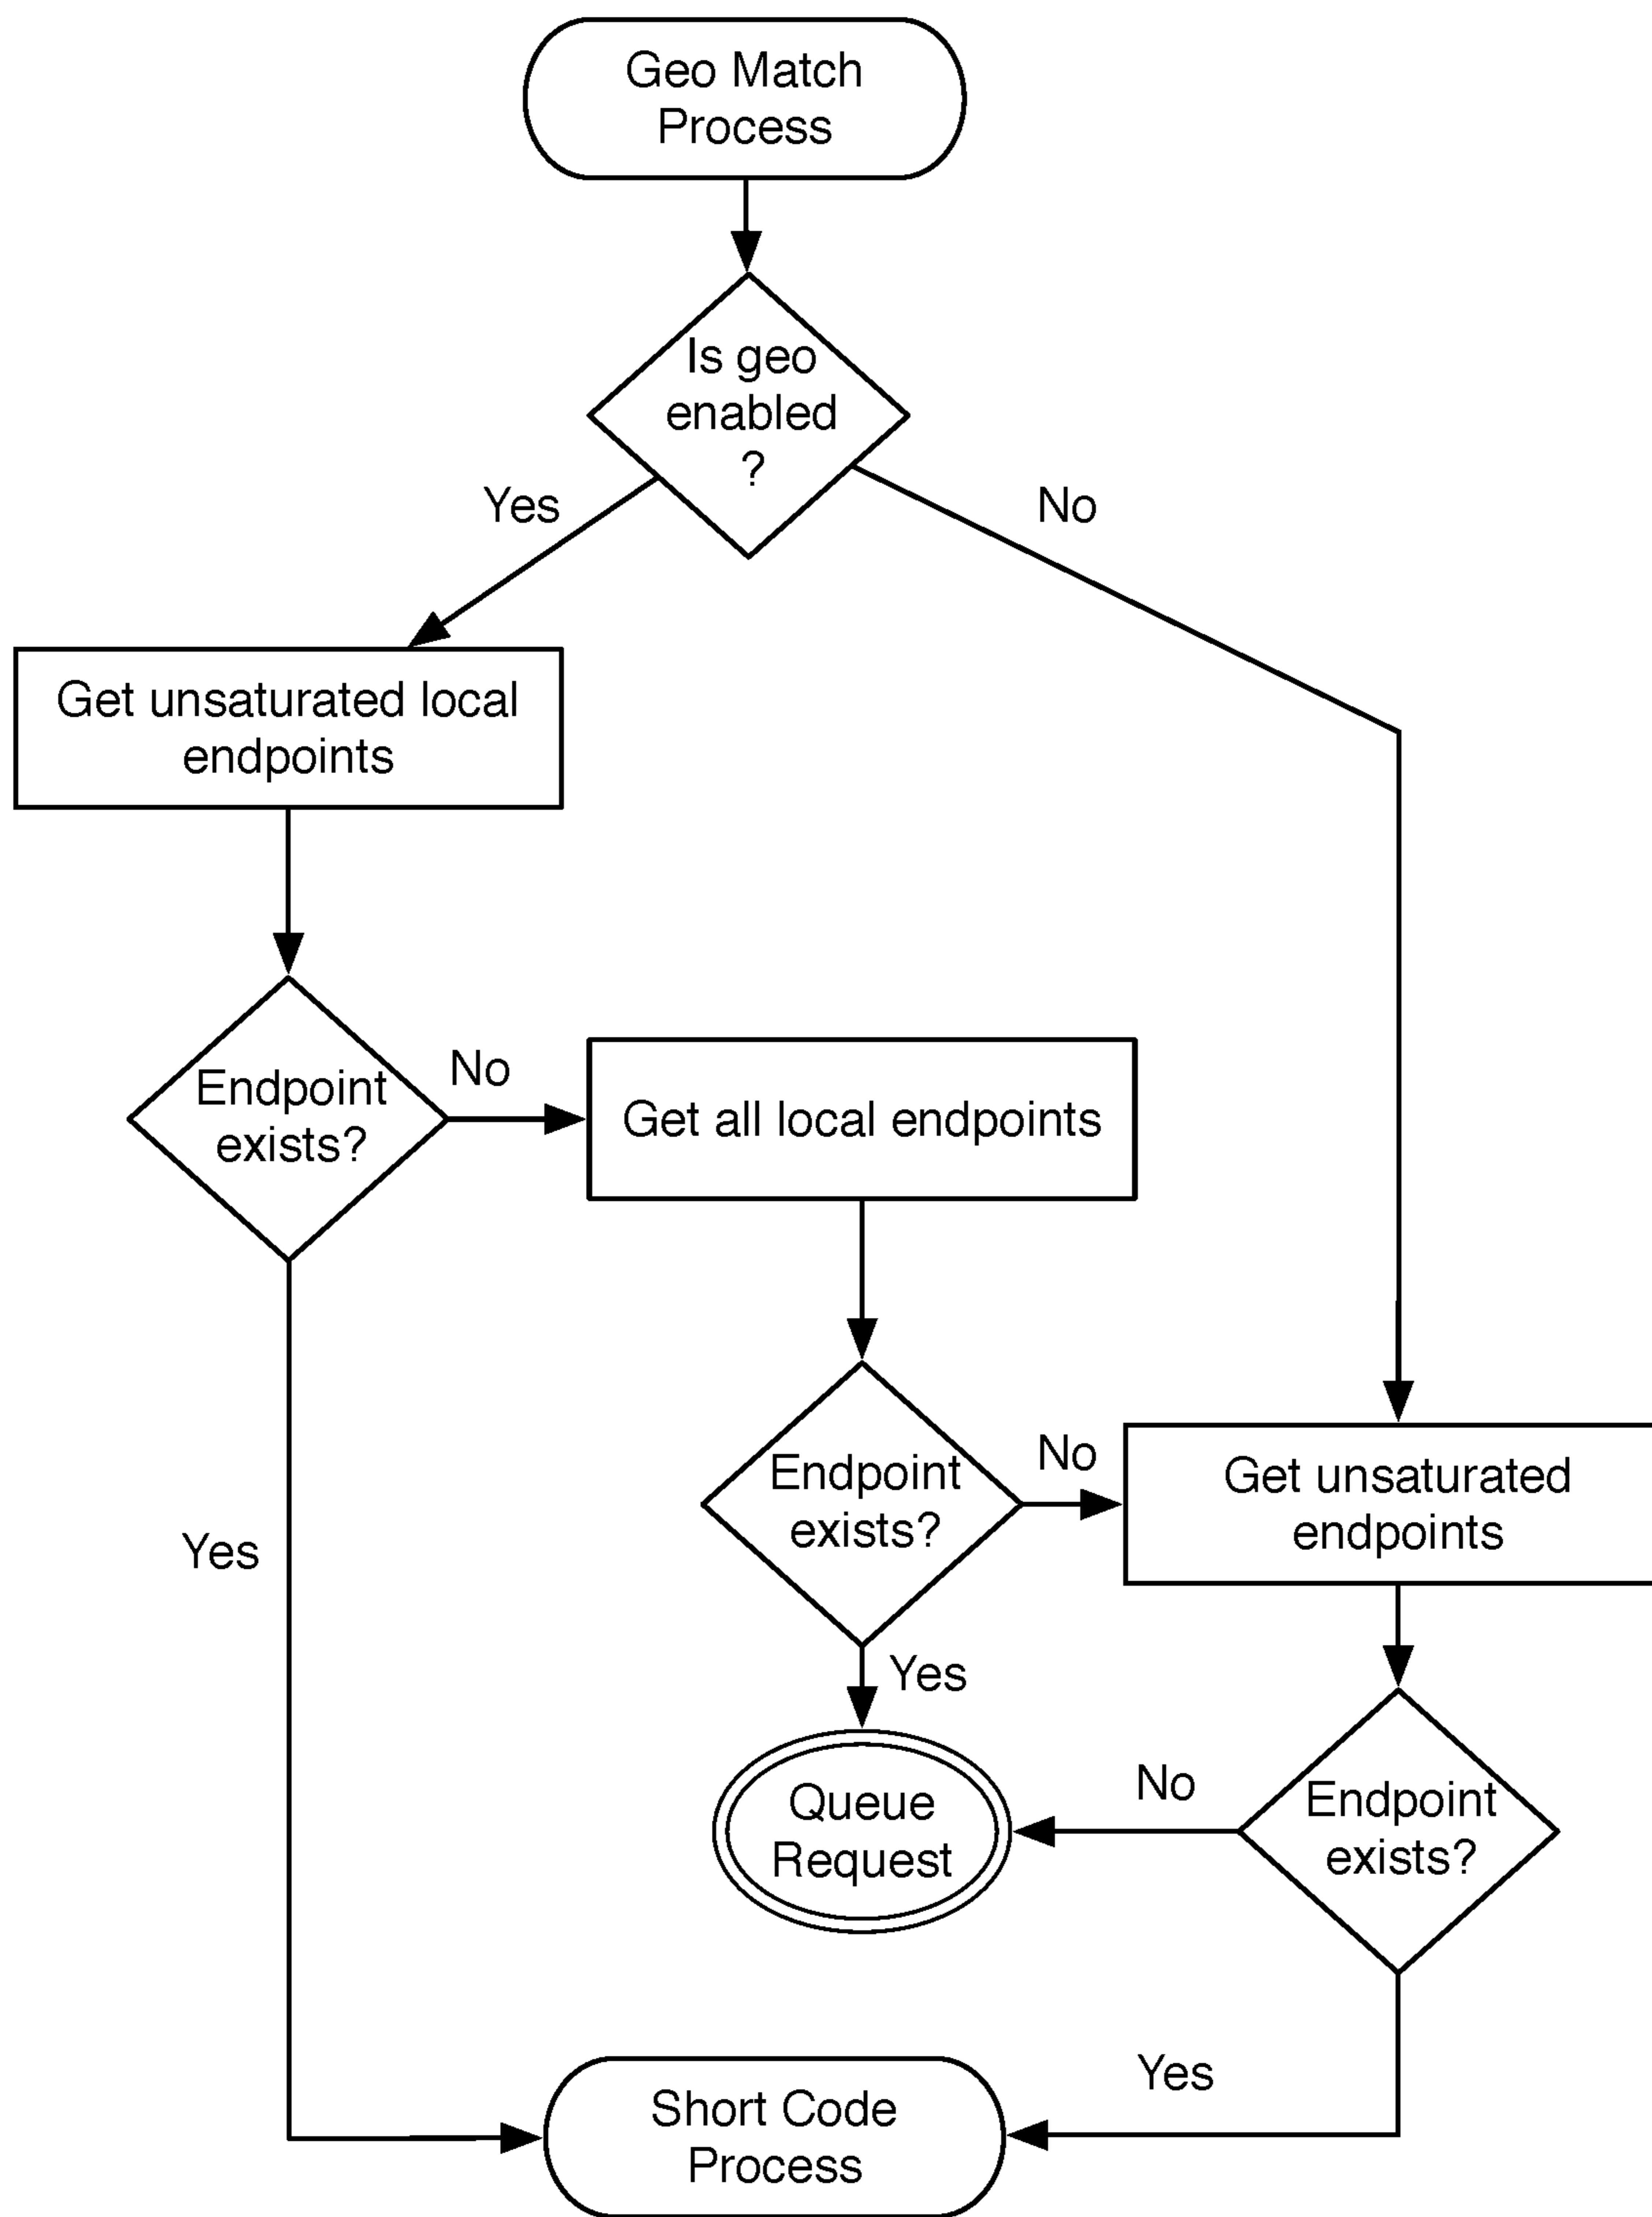 Geo Match
Process
Is geo
enabled
?
Yes
No
Get unsaturated local
endpoints
Endpoint
exists?
No
Get all local endpoints
Endpoint
exists?
No
Get unsaturated
endpoints
Yes
Yes
Queue
Request
No
Endpoint
exists?
Yes
Short Code
Process